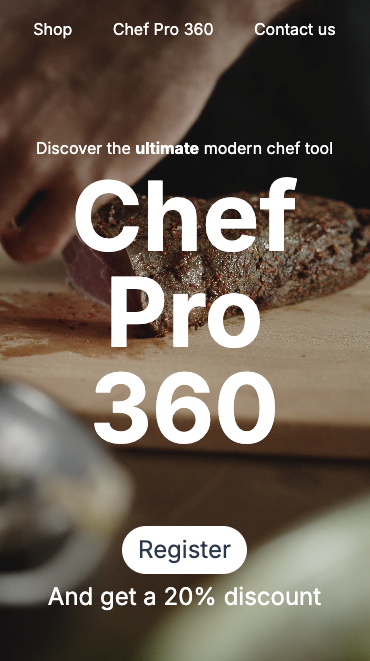 Shop Chef Pro 360 Contact us
Discover the ultimate modern chef tool
Chef
Pro
360
Register
And get a 20% discount